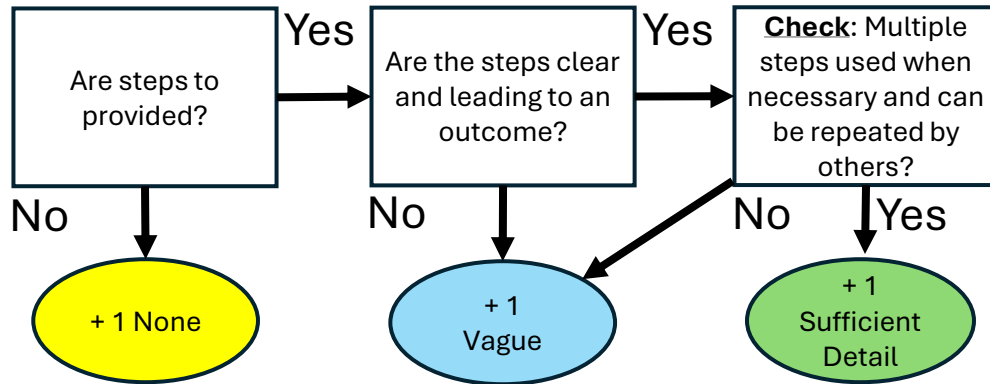 Are steps to
provided?
Yes
Are the steps clear
and leading to an
outcome?
Yes
Check: Multiple
steps used when
necessary and can
be repeated by
others?
No
No
No
Yes
+ 1 None
+ 1
Vague
+ 1
Sufficient
Detail